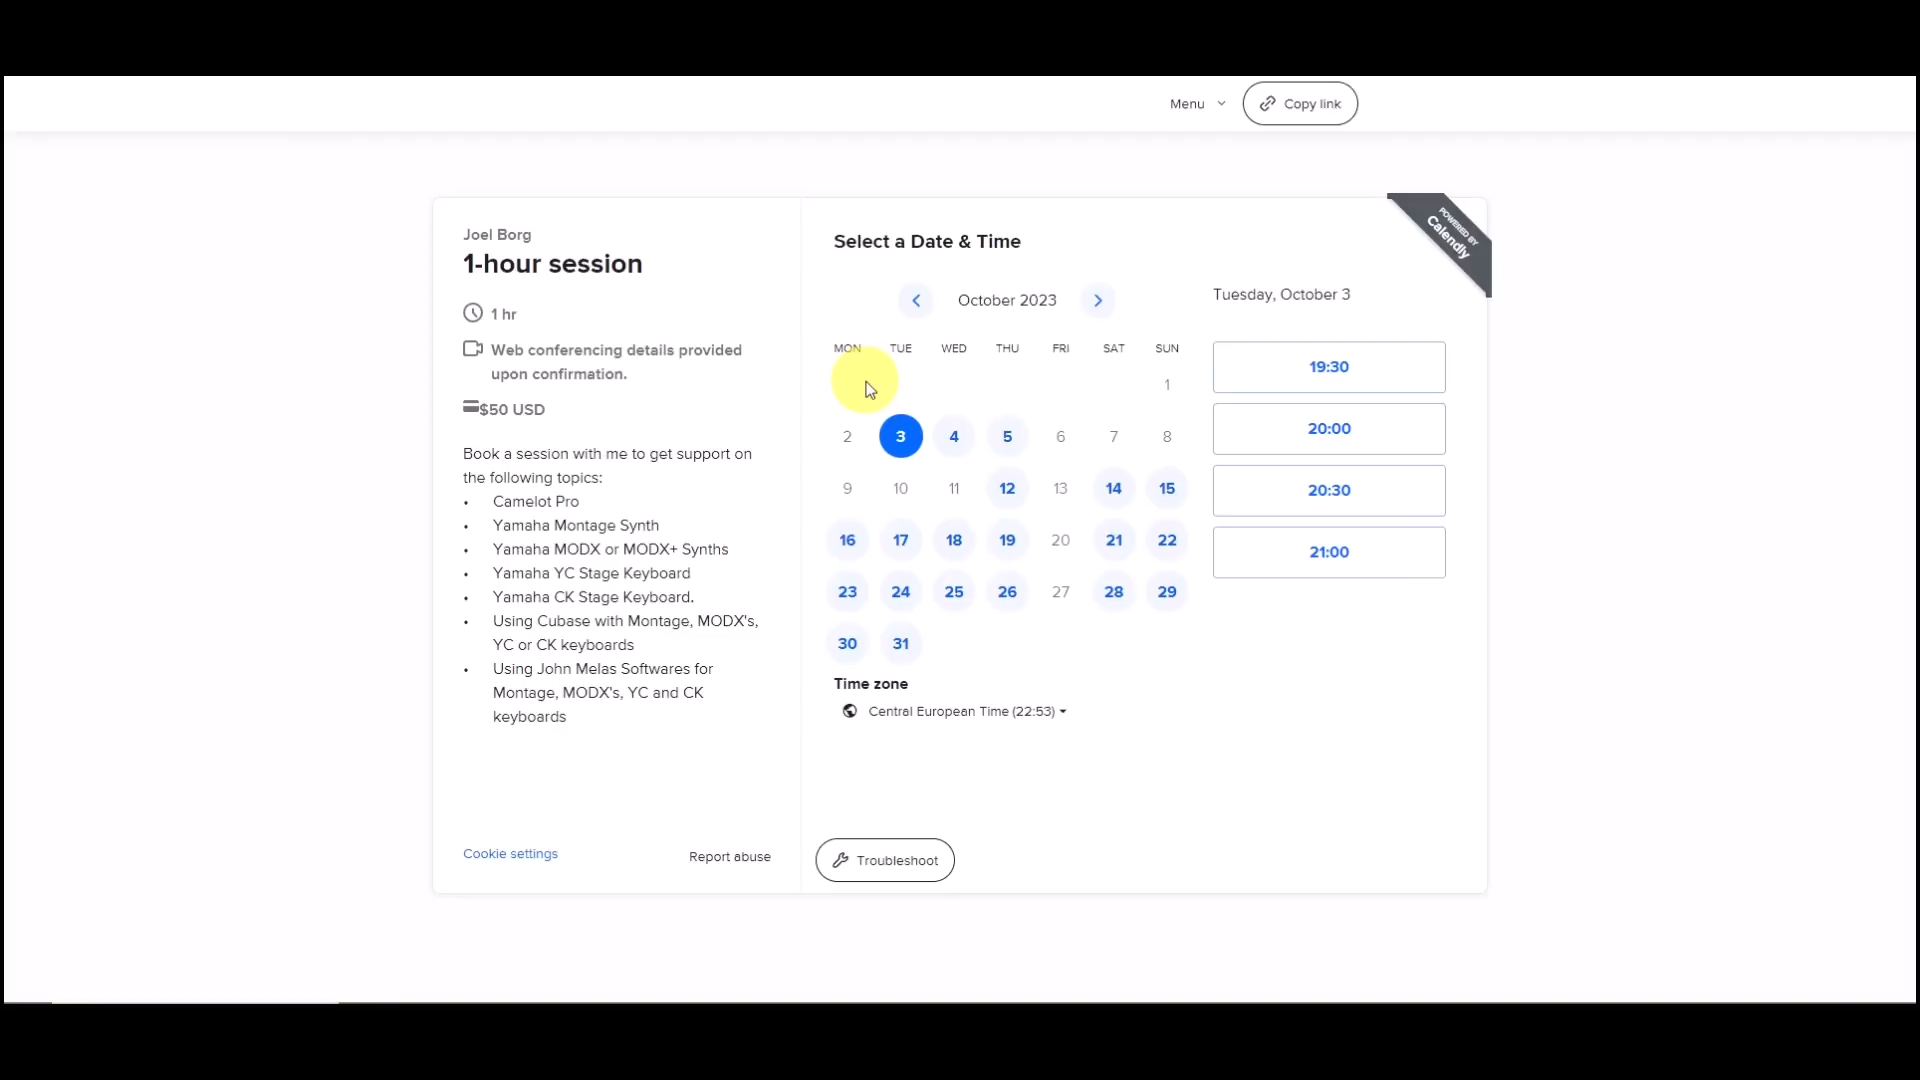 Menu
Copy link
Joel Borg
1-hour session
1 hr
Web conferencing details provided
upon confirmation.
$50 USD
Book a session with me to get support on
the following topics:
• Camelot Pro
• Yamaha Montage Synth
• Yamaha MODX or MODX+ Synths
• Yamaha YC Stage Keyboard
• Yamaha CK Stage Keyboard.
• Using Cubase with Montage, MODX's,
YC or CK keyboards
• Using John Melas Softwares for
Montage, MODX's, YC and CK
keyboards
Cookie settings
Report abuse
Select a Date & Time
October 2023
MON TUE WED THU FRI SAT SUN
1
2 3 4 5 6 7 8
9 10 11 12 13 14 15
16 17 18 19 20 21 22
23 24 25 26 27 28 29
30 31
Time zone
Central European Time (22:53)
Troubleshoot
Tuesday, October 3
19:30
20:00
20:30
21:00
POWERED BY
Calendly